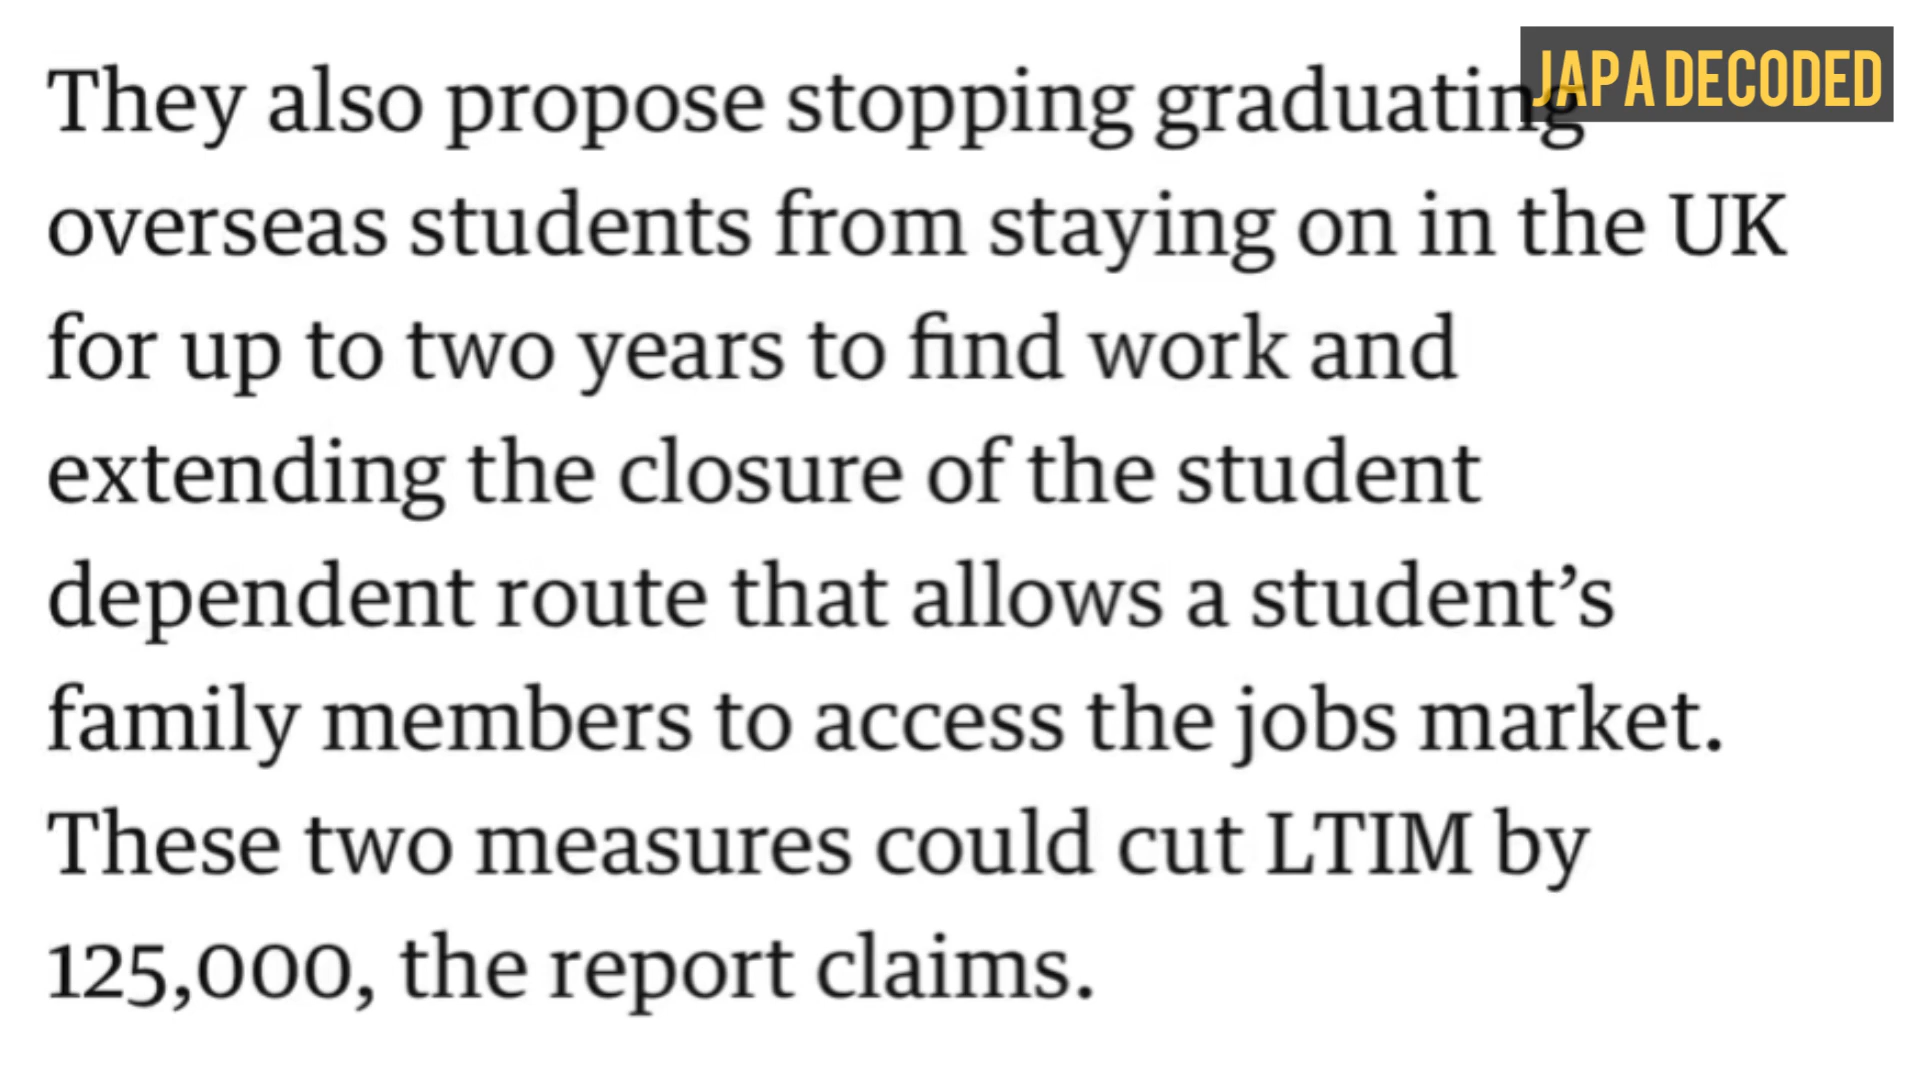 They also propose stopping graduating
JAPA DECODED
overseas students from staying on in the UK
for up to two years to find work and
extending the closure of the student
dependent route that allows a student’s
family members to access the jobs market.
These two measures could cut LTIM by
125,000, the report claims.